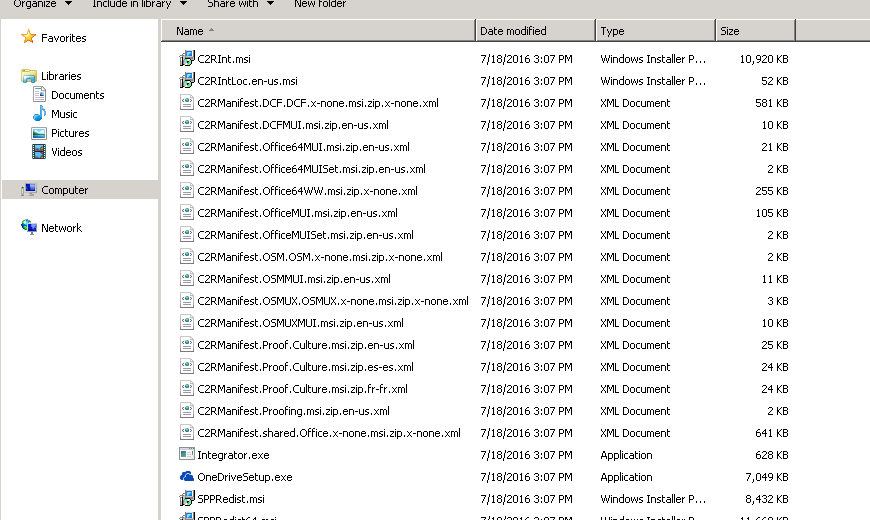 Organize Include in library Share with New folder
Favorites
Libraries
Documents
Music
Pictures
Videos
Computer
Network
Name Date modified Type Size
C2RInt.msi 7/18/2016 3:07 PM Windows Installer P... 10,920 KB
C2RIntLoc.en-us.msi 7/18/2016 3:07 PM Windows Installer P... 52 KB
C2RManifest.DCF.DCF.x-none.msi.zip.x-none.xml 7/18/2016 3:07 PM XML Document 581 KB
C2RManifest.DCFMUI.msi.zip.en-us.xml 7/18/2016 3:07 PM XML Document 10 KB
C2RManifest.Office64MUI.msi.zip.en-us.xml 7/18/2016 3:07 PM XML Document 21 KB
C2RManifest.Office64MUISet.msi.zip.en-us.xml 7/18/2016 3:07 PM XML Document 2 KB
C2RManifest.Office64WW.msi.zip.x-none.xml 7/18/2016 3:07 PM XML Document 255 KB
C2RManifest.OfficeMUI.msi.zip.en-us.xml 7/18/2016 3:07 PM XML Document 105 KB
C2RManifest.OfficeMUISet.msi.zip.en-us.xml 7/18/2016 3:07 PM XML Document 2 KB
C2RManifest.OSM.OSM.x-none.msi.zip.x-none.xml 7/18/2016 3:07 PM XML Document 2 KB
C2RManifest.OSMMUI.msi.zip.en-us.xml 7/18/2016 3:07 PM XML Document 11 KB
C2RManifest.OSMUX.OSMUX.x-none.msi.zip.x-none.xml 7/18/2016 3:07 PM XML Document 3 KB
C2RManifest.OSMUXMUI.msi.zip.en-us.xml 7/18/2016 3:07 PM XML Document 10 KB
C2RManifest.Proof.Culture.msi.zip.en-us.xml 7/18/2016 3:07 PM XML Document 25 KB
C2RManifest.Proof.Culture.msi.zip.es-es.xml 7/18/2016 3:07 PM XML Document 24 KB
C2RManifest.Proof.Culture.msi.zip.fr-fr.xml 7/18/2016 3:07 PM XML Document 24 KB
C2RManifest.Proofing.msi.zip.en-us.xml 7/18/2016 3:07 PM XML Document 2 KB
C2RManifest.shared.Office.x-none.msi.zip.x-none.xml 7/18/2016 3:07 PM XML Document 641 KB
Integrator.exe 7/18/2016 3:07 PM Application 628 KB
OneDriveSetup.exe 7/18/2016 3:07 PM Application 7,049 KB
SPPRedist.msi 7/18/2016 3:07 PM Windows Installer P... 8,432 KB